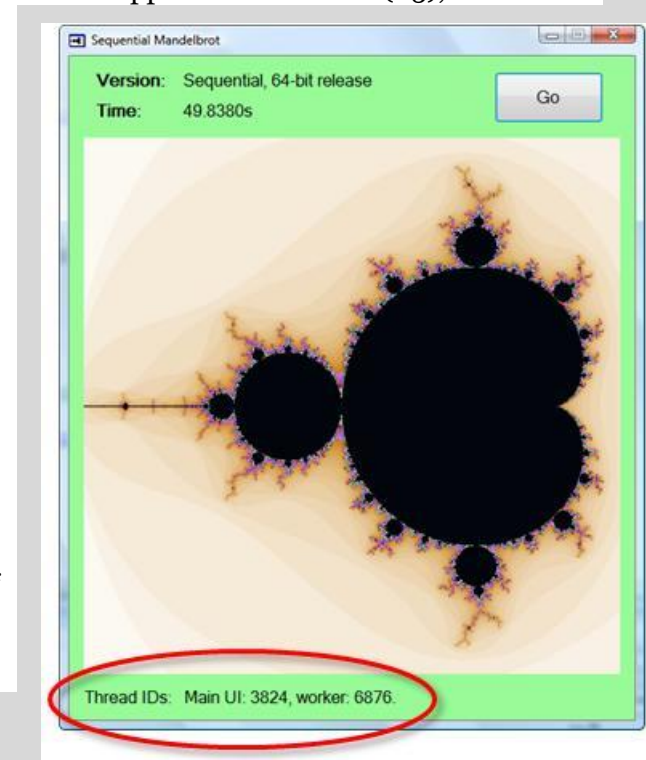 Sequential Mandelbrot
Version: Sequential, 64-bit release
Time: 49.8380s
Go
Thread IDs: Main UI: 3824, worker: 6876.